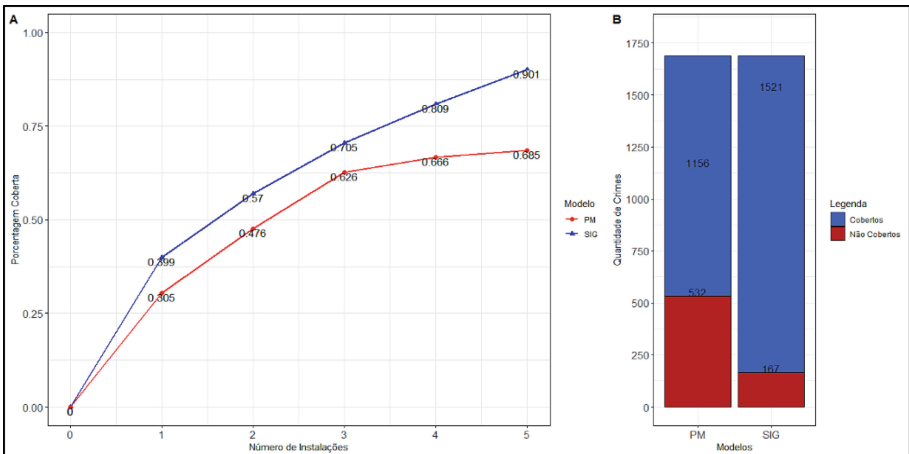 A
Porcentagem Coberta
1.00
0.75
0.50
0.25
0.00
0
0.305
0.476
0.626
0.666
0.685
0
0.399
0.57
0.705
0.809
0.901
0
1
2
3
4
5
Número de Instalações
Modelo
PM
SIG
B
Quantidade de Crimes
1750
1500
1250
1000
750
500
250
0
1156
532
1521
167
PM
SIG
Modelos
Legenda
Cobertos
Não Cobertos